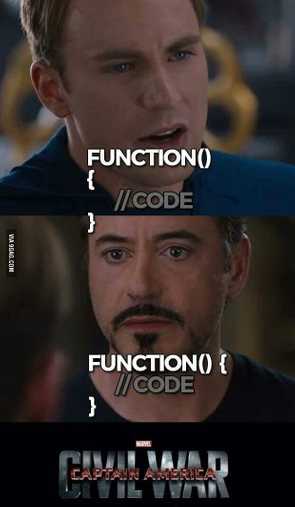 FUNCTION()
{
//CODE
}
VIA 9GAG.COM
FUNCTION() {
//CODE
}
MARVEL
CIVIL WAR
CAPTAIN AMERICA